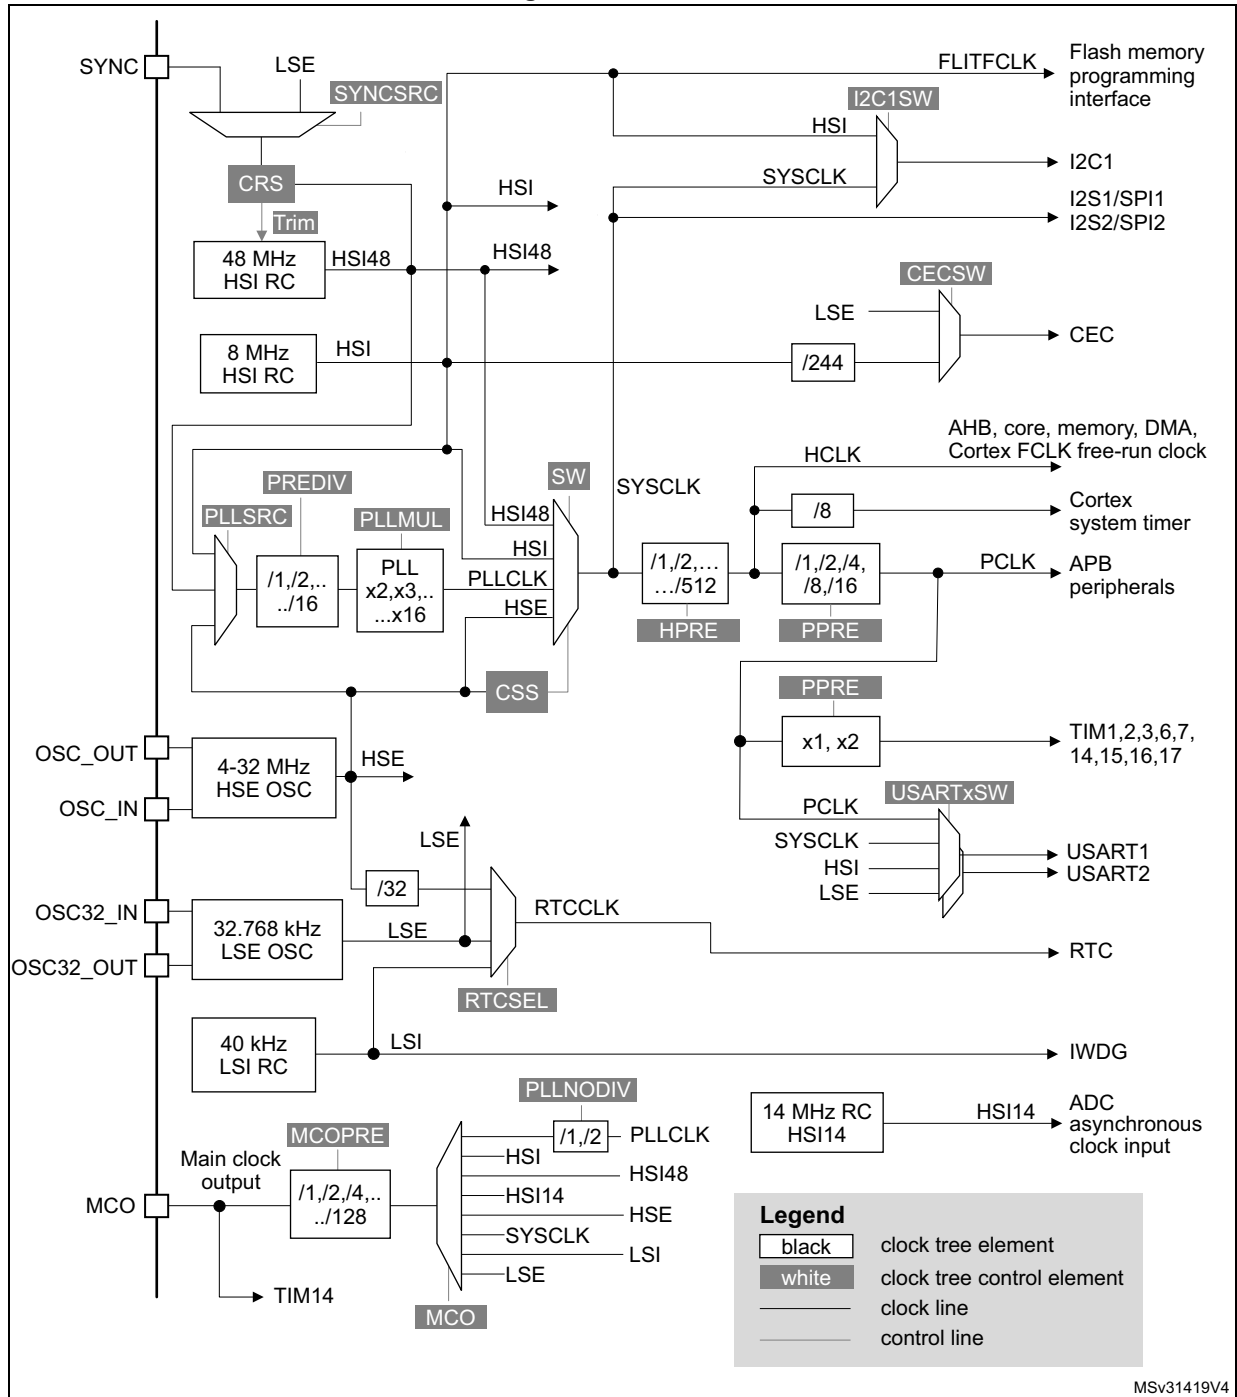 SYNC
LSE
SYNCSRC
CRS
Trim
48 MHz
HSI RC
HSI48
HSI
HSI48
8 MHz
HSI RC
HSI
FLITFCLK
Flash memory
programming
interface
I2C1SW
HSI
SYSCLK
I2C1
I2S1/SPI1
I2S2/SPI2
CECSW
LSE
/244
CEC
PLLSRC
PREDIV
/1,/2,..
../16
PLLMUL
PLL
x2,x3,..
...x16
SW
HSI48
HSI
PLLCLK
HSE
CSS
SYSCLK
/1,/2,…
…/512
HPRE
HCLK
AHB, core, memory, DMA,
Cortex FCLK free-run clock
/8
Cortex
system timer
/1,/2,/4,
/8,/16
PPRE
PCLK
APB
peripherals
PPRE
x1, x2
TIM1,2,3,6,7,
14,15,16,17
OSC_OUT
OSC_IN
4-32 MHz
HSE OSC
HSE
PCLK
SYSCLK
HSI
LSE
USARTxSW
USART1
USART2
LSE
/32
OSC32_IN
OSC32_OUT
32.768 kHz
LSE OSC
LSE
RTCSEL
RTCCLK
RTC
40 kHz
LSI RC
LSI
IWDG
PLLNODIV
/1,/2
PLLCLK
HSI
HSI48
HSI14
HSE
SYSCLK
LSI
LSE
MCO
MCOPRE
/1,/2,/4,..
../128
Main clock
output
MCO
TIM14
14 MHz RC
HSI14
HSI14
ADC
asynchronous
clock input
Legend
black
clock tree element
white
clock tree control element
clock line
control line
MSv31419V4